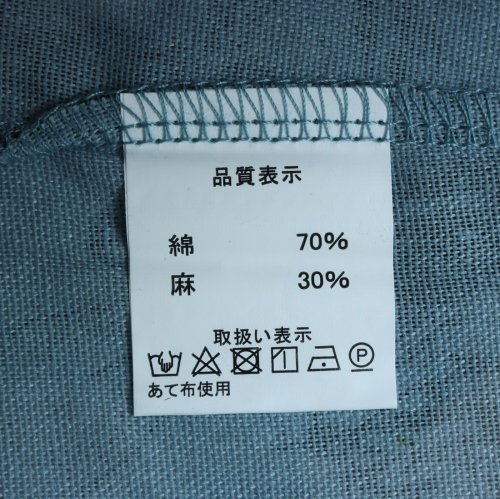 品質表示
綿 70%
麻 30%
取扱い表示
P
あて布使用